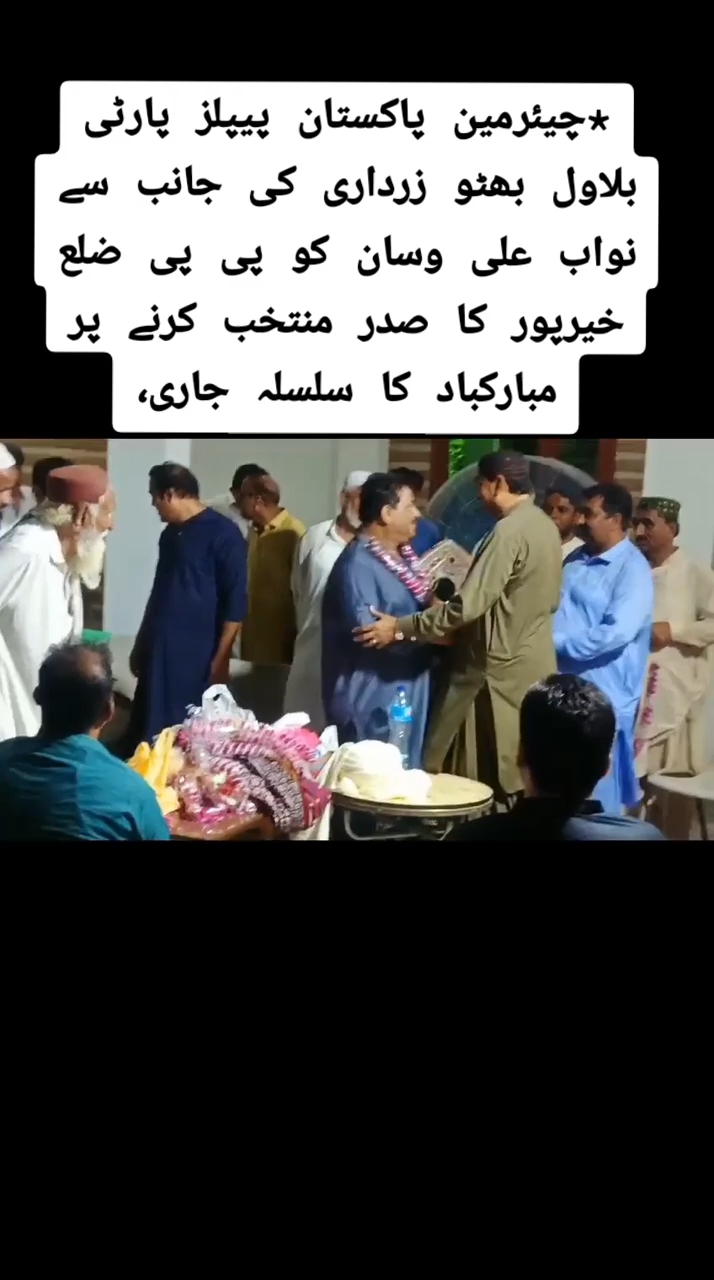 *چیئرمین پاکستان پیپلز پارٹی
بلاول بھٹو زرداری کی جانب سے
نواب علی وسان کو پی پی ضلع
خیرپور کا صدر منتخب کرنے پر
مبارکباد کا سلسلہ جاری،